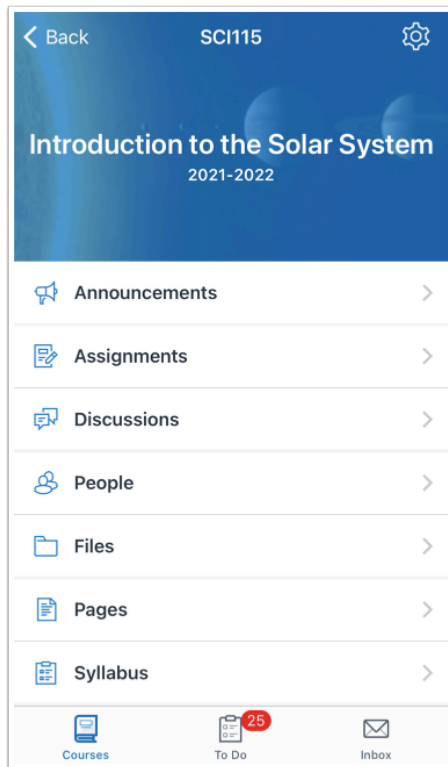 Back SCI115
Introduction to the Solar System
2021-2022
Announcements
Assignments
Discussions
People
Files
Pages
Syllabus
25
Courses To Do Inbox